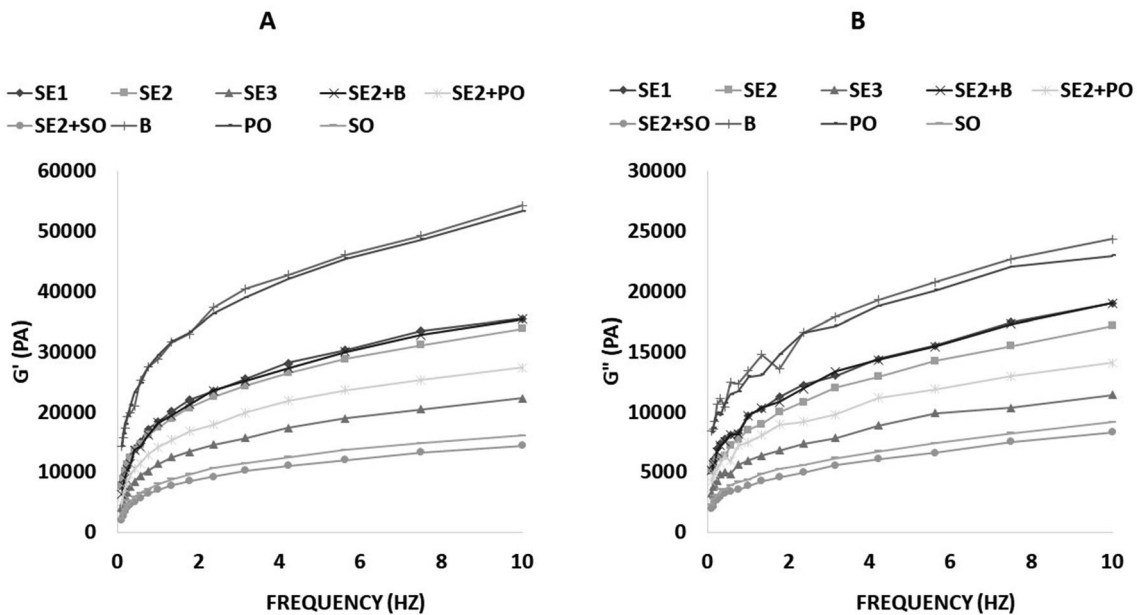 A
SE1 SE2 SE3 SE2+B SE2+PO
SE2+SO B PO SO
60000
50000
40000
30000
20000
10000
0
G' (PA)
0 2 4 6 8 10
FREQUENCY (HZ)
B
SE1 SE2 SE3 SE2+B SE2+PO
SE2+SO B PO SO
30000
25000
20000
15000
10000
5000
0
G'' (PA)
0 2 4 6 8 10
FREQUENCY (HZ)